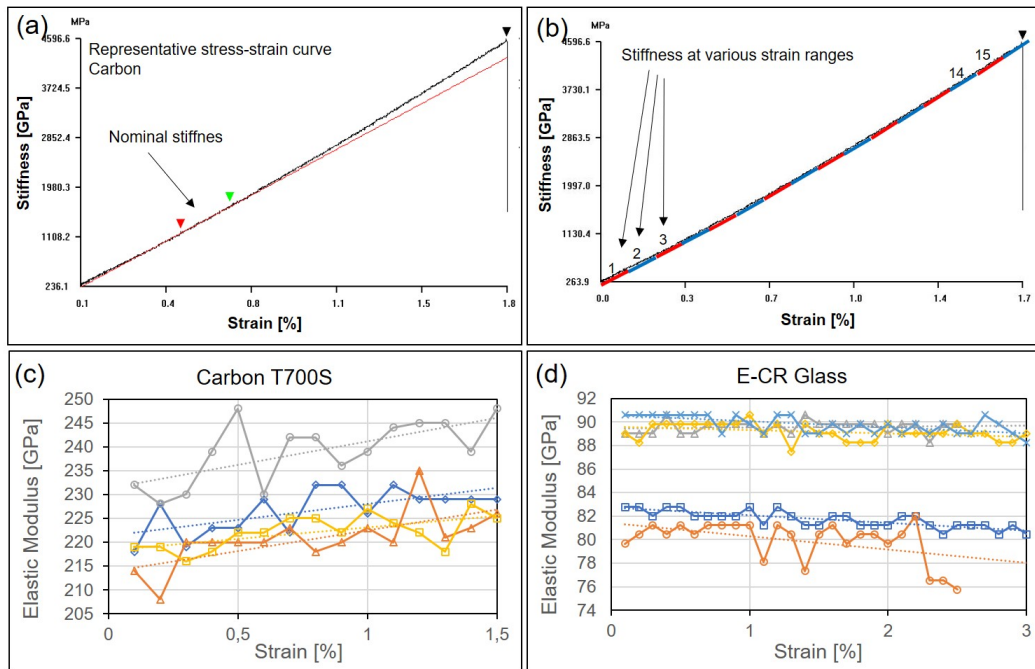 (a)
MPa
4596.6
3724.5
2852.4
1980.3
1108.2
236.1
Stiffness [GPa]
Representative stress-strain curve
Carbon
Nominal stiffnes
0.1 0.4 0.8 1.1 1.5 1.8
Strain [%]
(b)
MPa
4596.6
3730.1
2863.5
1997.0
1130.4
263.9
Stiffness [GPa]
Stiffness at various strain ranges
1 2 3 14 15
0.0 0.3 0.7 1.0 1.4 1.7
Strain [%]
(c)
Carbon T700S
250
245
240
235
230
225
220
215
210
205
Elastic Modulus [GPa]
0 0,5 1 1,5
Strain [%]
(d)
E-CR Glass
92
90
88
86
84
82
80
78
76
74
Elastic Modulus [GPa]
0 1 2 3
Strain [%]